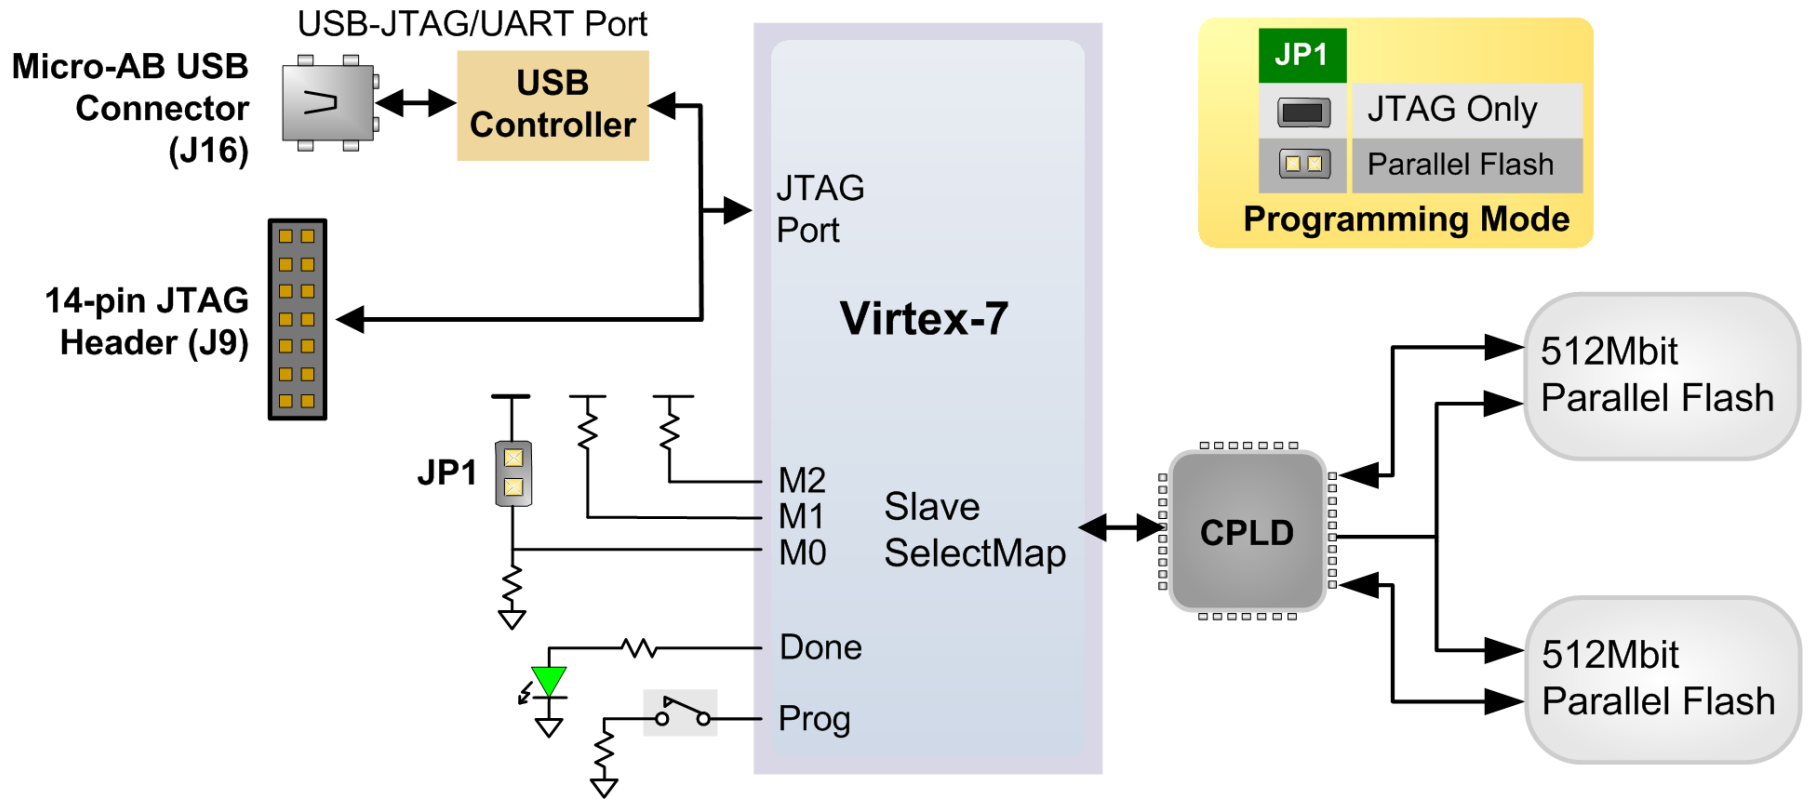 USB-JTAG/UART Port
Micro-AB USB
Connector
(J16)
USB
Controller
14-pin JTAG
Header (J9)
JTAG
Port
Virtex-7
JP1
M2
M1
M0
Slave
SelectMap
Done
Prog
JP1
JTAG Only
Parallel Flash
Programming Mode
CPLD
512Mbit
Parallel Flash
512Mbit
Parallel Flash